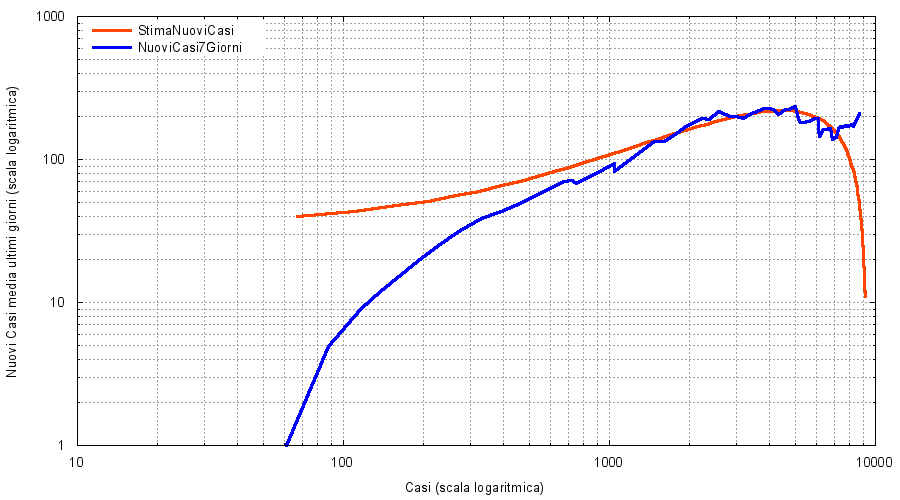 1000
StimaNuoviCasi
NuoviCasi7Giorni
100
10
1
10
100
1000
10000
Nuovi Casi media ultimi giorni (scala logaritmica)
Casi (scala logaritmica)